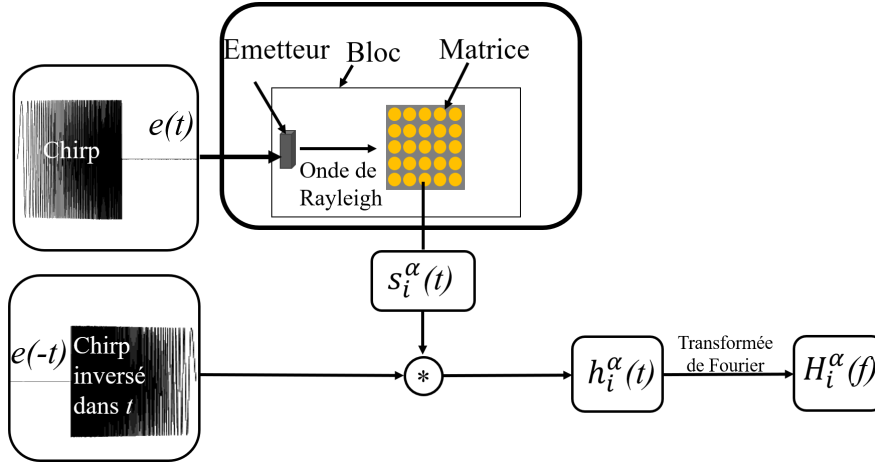 Emetteur
Bloc
Matrice
e(t)
Chirp
Onde de
Rayleigh
s_i^α(t)
e(-t)
Chirp
inversé
dans t
*
h_i^α(t)
Transformée
de Fourier
H_i^α(f)